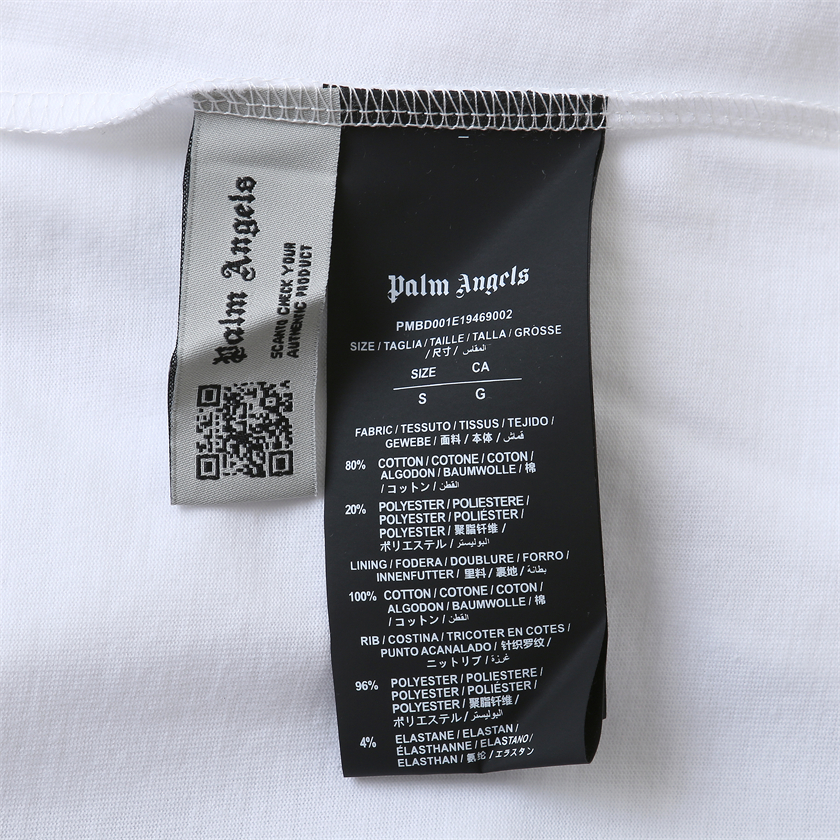 Palm Angels
SCAN TO CHECK YOUR
AUTHENTIC PRODUCT
Palm Angels
PMBD001E19469002
SIZE / TAGLIA / TAILLE / TALLA / GROSSE
/ 尺寸 / المقاس
SIZE CA
S G
FABRIC / TESSUTO / TISSUS / TEJIDO /
GEWEBE / 面料 / 本体 / قماش
80% COTTON / COTONE / COTON /
ALGODON / BAUMWOLLE / 棉
/ コットン / القطن
20% POLYESTER / POLIESTERE /
POLYESTER / POLIÉSTER /
POLYESTER / 聚脂钎维 /
ポリエステル / البوليستر
LINING / FODERA / DOUBLURE / FORRO /
INNENFUTTER / 里料 / 裏地 / بطانة
100% COTTON / COTONE / COTON /
ALGODON / BAUMWOLLE / 棉
/ コットン / القطن
RIB / COSTINA / TRICOTER EN COTES /
PUNTO ACANALADO / 针织罗纹 /
ニットリブ / غرزة
96% POLYESTER / POLIESTERE /
POLYESTER / POLIÉSTER /
POLYESTER / 聚脂钎维 /
ポリエステル / البوليستر
4% ELASTANE / ELASTAN /
ÉLASTHANNE / ELASTANO /
ELASTHAN / 氨纶 / エラスタン